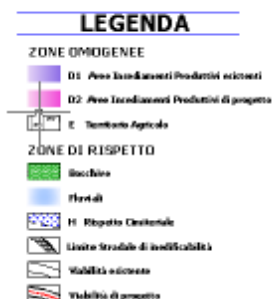 LEGENDA
ZONE OMOGENEE
D1 Aree Insediamenti Produttivi esistenti
D2 Aree Insediamenti Produttivi di progetto
E Territorio Agricolo
ZONE DI RISPETTO
Boschive
Fluviali
H Rispetto Cimiteriale
Limite Stradale di inedificabilità
Viabilità esistente
Viabilità di progetto